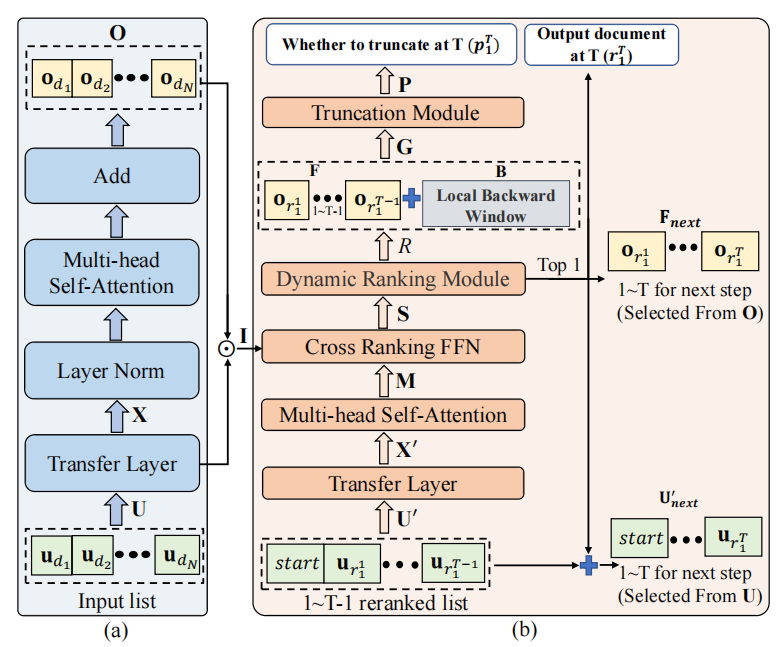 O
o_{d_1} o_{d_2} ●●● o_{d_N}
Add
Multi-head
Self-Attention
Layer Norm
X
Transfer Layer
U
u_{d_1} u_{d_2} ●●● u_{d_N}
Input list
(a)
I
Whether to truncate at T (p_1^T)
Output document
at T (r_1^T)
P
Truncation Module
G
F
B
o_{r_1^1} ●●● o_{r_1^{T-1}}
1~T-1
Local Backward
Window
R
Dynamic Ranking Module
Top 1
S
Cross Ranking FFN
M
Multi-head Self-Attention
X′
Transfer Layer
U′
start u_{r_1^1} ●●● u_{r_1^{T-1}}
1~T-1 reranked list
F_{next}
o_{r_1^1} ●●● o_{r_1^T}
1~T for next step
(Selected From O)
U′_{next}
start ●●● u_{r_1^T}
1~T for next step
(Selected From U)
(b)